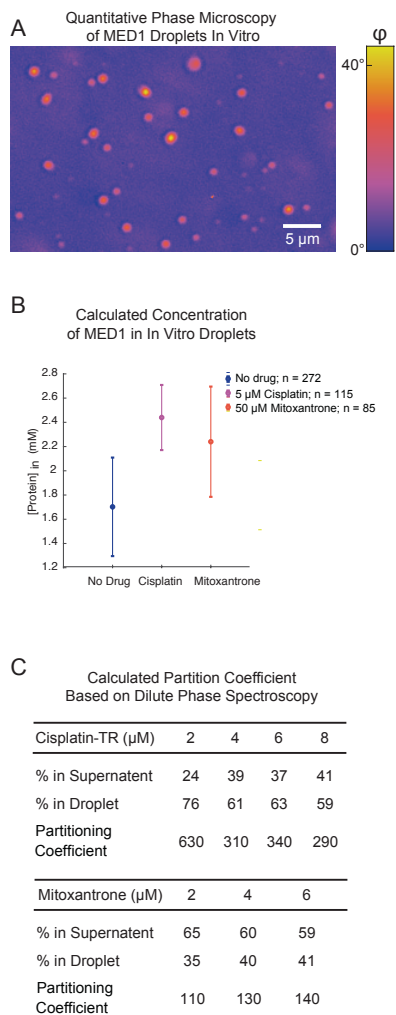 A
Quantitative Phase Microscopy
of MED1 Droplets In Vitro
φ
40°
0°
5 µm
B
Calculated Concentration
of MED1 in In Vitro Droplets
[Protein] in (mM)
2.8
2.6
2.4
2.2
2
1.8
1.6
1.4
1.2
No drug; n = 272
5 µM Cisplatin; n = 115
50 µM Mitoxantrone; n = 85
No Drug Cisplatin Mitoxantrone
C
Calculated Partition Coefficient
Based on Dilute Phase Spectroscopy
Cisplatin-TR (µM) 2 4 6 8
% in Supernatent 24 39 37 41
% in Droplet 76 61 63 59
Partitioning
Coefficient 630 310 340 290
Mitoxantrone (µM) 2 4 6
% in Supernatent 65 60 59
% in Droplet 35 40 41
Partitioning
Coefficient 110 130 140